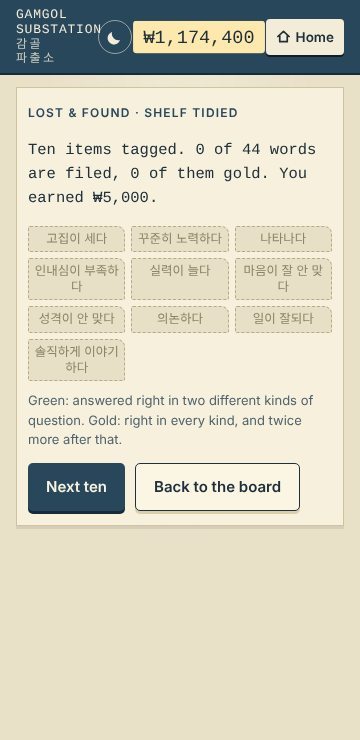 GAMGOL
SUBSTATION
감골
파출소
₩1,174,400
Home
LOST & FOUND · SHELF TIDIED
Ten items tagged. 0 of 44 words
are filed, 0 of them gold. You
earned ₩5,000.
고집이 세다
꾸준히 노력하다
나타나다
인내심이 부족하
다
실력이 늘다
마음이 잘 안 맞
다
성격이 안 맞다
의논하다
일이 잘되다
솔직하게 이야기
하다
Green: answered right in two different kinds of
question. Gold: right in every kind, and twice
more after that.
Next ten
Back to the board